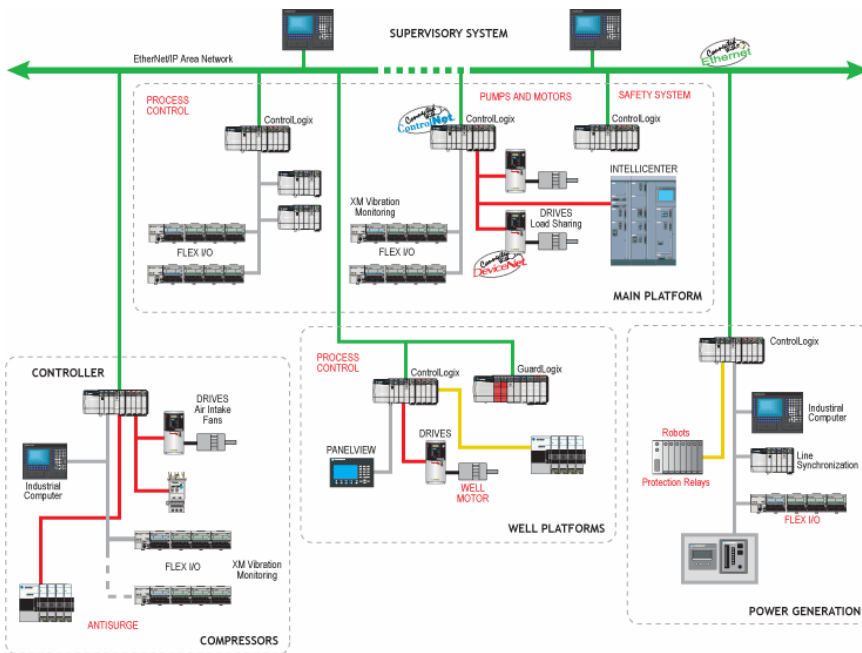 SUPERVISORY SYSTEM
EtherNet/IP Area Network
Ethernet
PROCESS
CONTROL
ControlLogix
FLEX I/O
ControlNet
PUMPS AND MOTORS
ControlLogix
XM Vibration
Monitoring
FLEX I/O
DRIVES
Load Sharing
DeviceNet
SAFETY SYSTEM
ControlLogix
INTELLICENTER
MAIN PLATFORM
CONTROLLER
DRIVES
Air Intake
Fans
Industrial
Computer
FLEX I/O
XM Vibration
Monitoring
ANTISURGE
COMPRESSORS
PROCESS
CONTROL
ControlLogix
GuardLogix
PANELVIEW
DRIVES
WELL
MOTOR
WELL PLATFORMS
ControlLogix
Industrial
Computer
Robots
Protection Relays
Line
Synchronization
FLEX I/O
POWER GENERATION